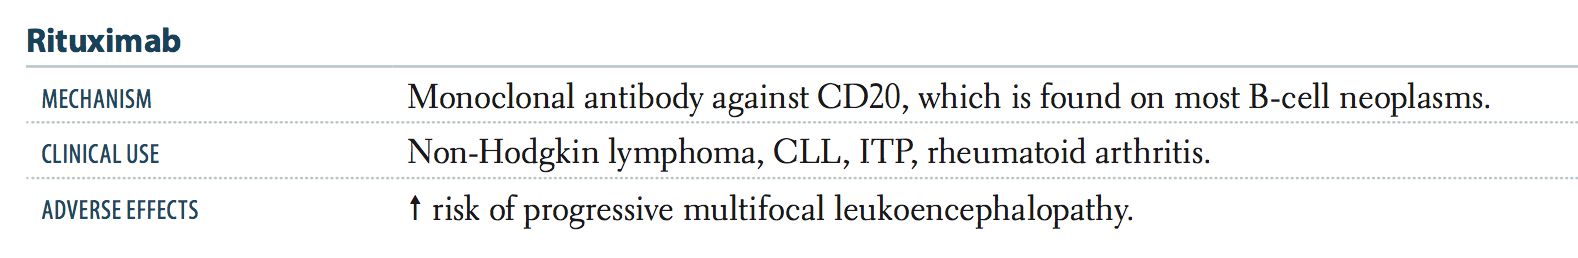 Rituximab
MECHANISM Monoclonal antibody against CD20, which is found on most B-cell neoplasms.
CLINICAL USE Non-Hodgkin lymphoma, CLL, ITP, rheumatoid arthritis.
ADVERSE EFFECTS ↑ risk of progressive multifocal leukoencephalopathy.